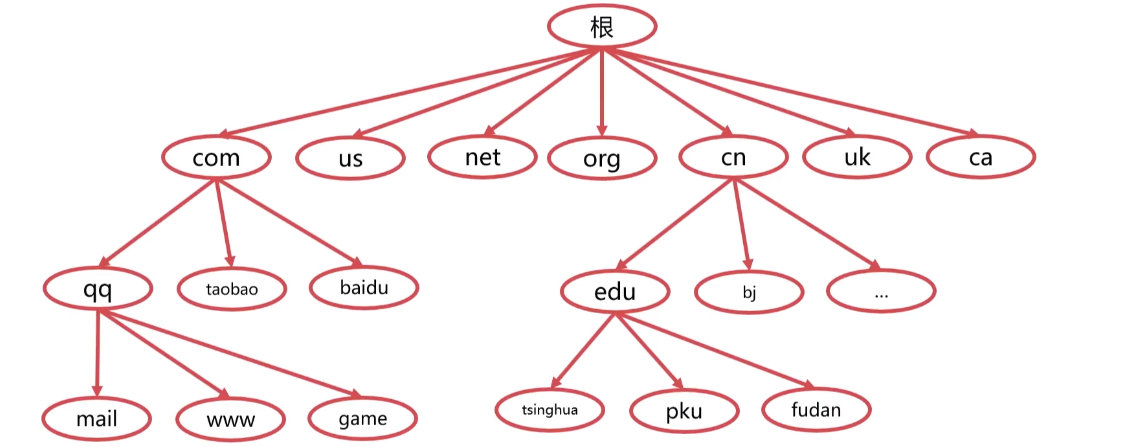 根
com
us
net
org
cn
uk
ca
qq
taobao
baidu
edu
bj
...
mail
www
game
tsinghua
pku
fudan